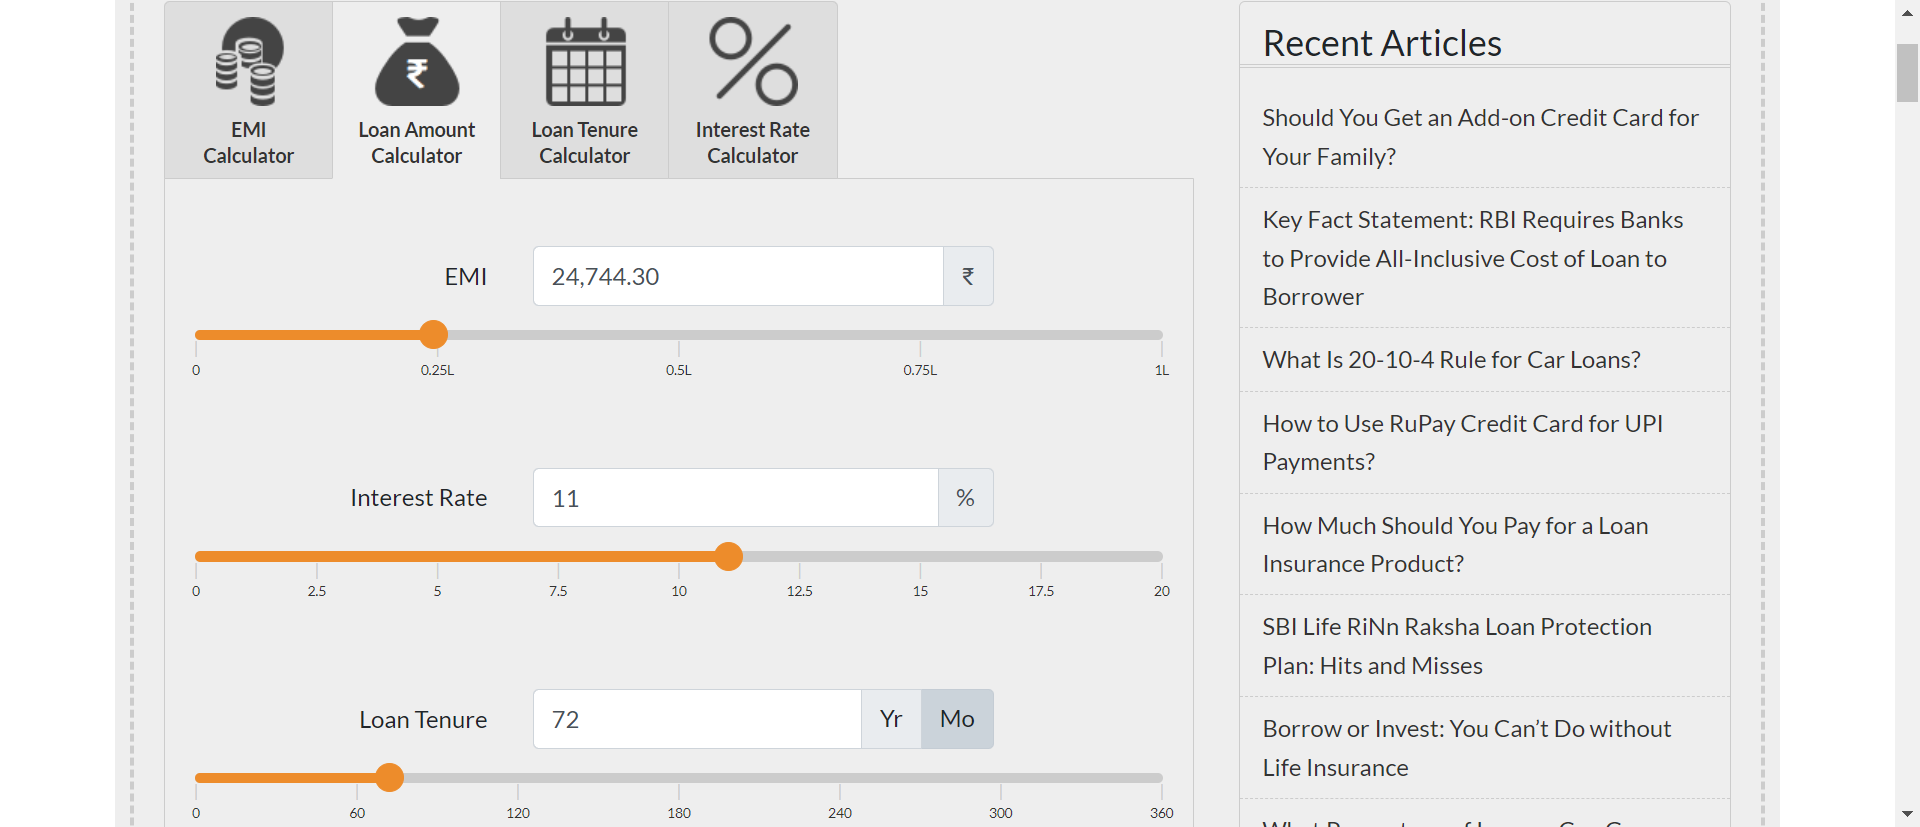 EMI
Calculator
₹
Loan Amount
Calculator
Loan Tenure
Calculator
Interest Rate
Calculator
EMI
24,744.30
₹
0
0.25L
0.5L
0.75L
1L
Interest Rate
11
%
0
2.5
5
7.5
10
12.5
15
17.5
20
Loan Tenure
72
Yr
Mo
0
60
120
180
240
300
360
Recent Articles
Should You Get an Add-on Credit Card for
Your Family?
Key Fact Statement: RBI Requires Banks
to Provide All-Inclusive Cost of Loan to
Borrower
What Is 20-10-4 Rule for Car Loans?
How to Use RuPay Credit Card for UPI
Payments?
How Much Should You Pay for a Loan
Insurance Product?
SBI Life RiNn Raksha Loan Protection
Plan: Hits and Misses
Borrow or Invest: You Can’t Do without
Life Insurance